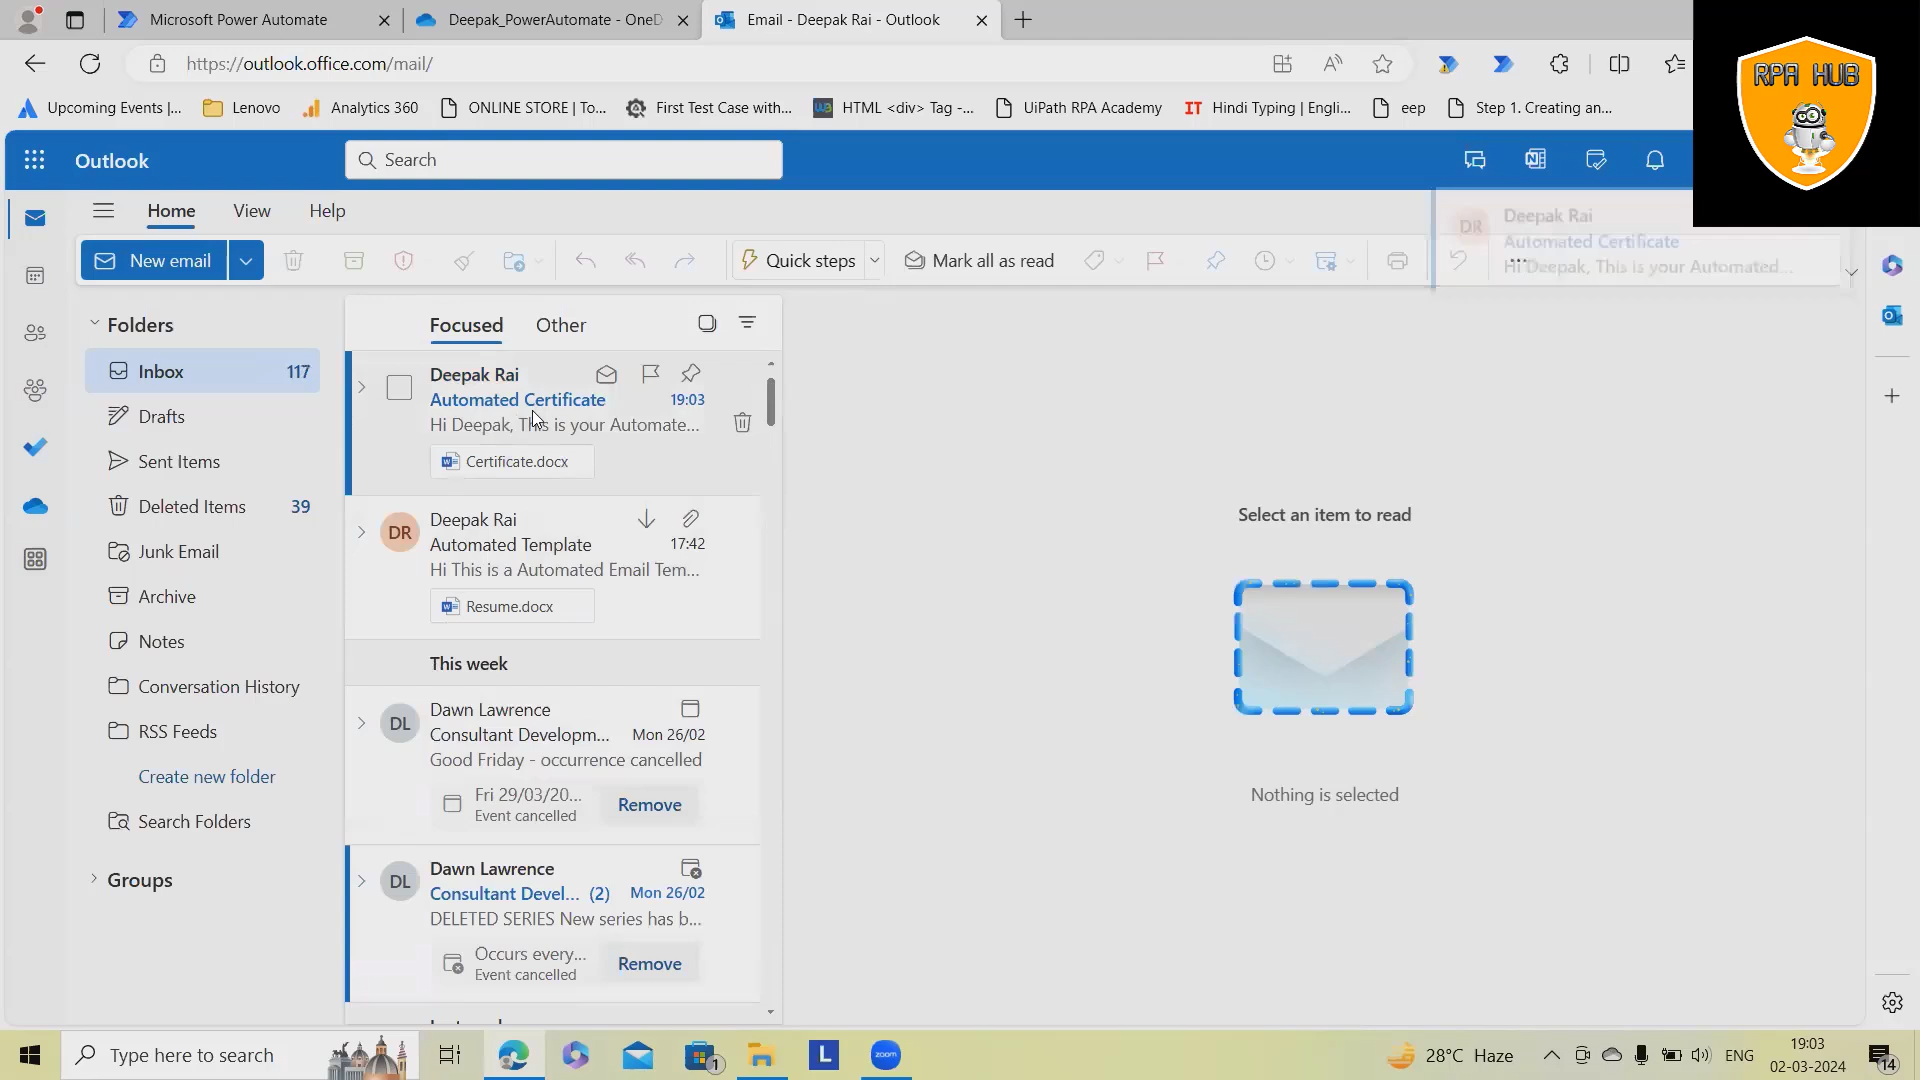 Microsoft Power Automate
Deepak_PowerAutomate - OneD
Email - Deepak Rai - Outlook
https://outlook.office.com/mail/
Upcoming Events |...
Lenovo
Analytics 360
ONLINE STORE | To...
First Test Case with...
HTML <div> Tag -...
UiPath RPA Academy
Hindi Typing | Engli...
eep
Step 1. Creating an...
RPA HUB
Outlook
Search
Home
View
Help
DR
Deepak Rai
Automated Certificate
Hi Deepak, This is your Automated...
New email
Quick steps
Mark all as read
Folders
Inbox 117
Drafts
Sent Items
Deleted Items 39
Junk Email
Archive
Notes
Conversation History
RSS Feeds
Create new folder
Search Folders
Groups
Focused
Other
Deepak Rai
Automated Certificate 19:03
Hi Deepak, This is your Automate...
Certificate.docx
DR
Deepak Rai
Automated Template 17:42
Hi This is a Automated Email Tem...
Resume.docx
This week
DL
Dawn Lawrence
Consultant Developm... Mon 26/02
Good Friday - occurrence cancelled
Fri 29/03/20...
Event cancelled
Remove
DL
Dawn Lawrence
Consultant Devel... (2) Mon 26/02
DELETED SERIES New series has b...
Occurs every...
Event cancelled
Remove
Select an item to read
Nothing is selected
Type here to search
1
L
zoom
28°C Haze
ENG
19:03
02-03-2024
14